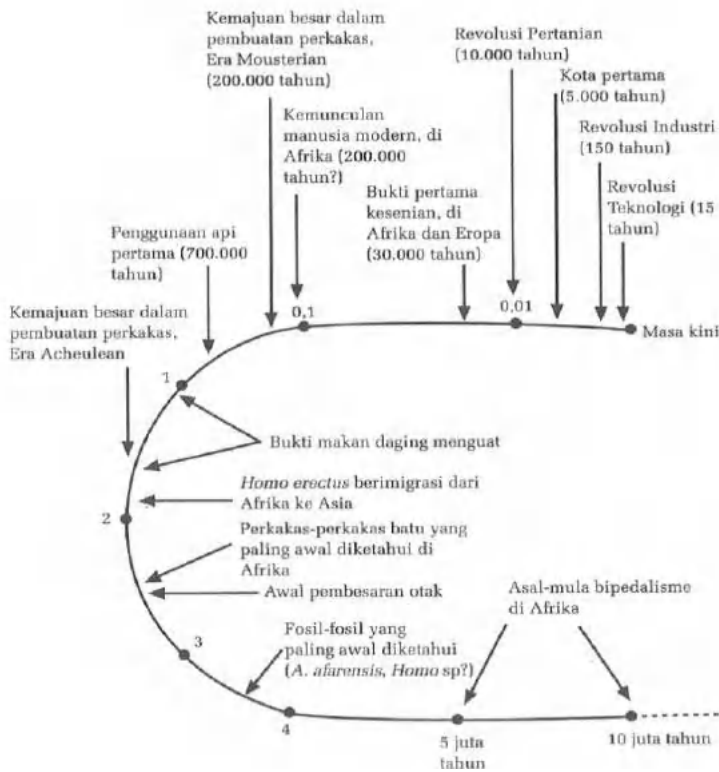 Kemajuan besar dalam
pembuatan perkakas,
Era Mousterian
(200.000 tahun)
Revolusi Pertanian
(10.000 tahun)
Kota pertama
(5.000 tahun)
Kemunculan
manusia modern, di
Afrika (200.000
tahun?)
Revolusi Industri
(150 tahun)
Bukti pertama
kesenian, di
Afrika dan Eropa
(30.000 tahun)
Revolusi
Teknologi (15
tahun)
Penggunaan api
pertama (700.000
tahun)
Kemajuan besar dalam
pembuatan perkakas,
Era Acheulean
0,1
0,01
Masa kini
1
Bukti makan daging menguat
Homo erectus berimigrasi dari
Afrika ke Asia
2
Perkakas-perkakas batu yang
paling awal diketahui di
Afrika
Awal pembesaran otak
Asal-mula bipedalisme
di Afrika
3
Fosil-fosil yang
paling awal diketahui
(A. afarensis, Homo sp?)
4
5 juta
tahun
10 juta tahun